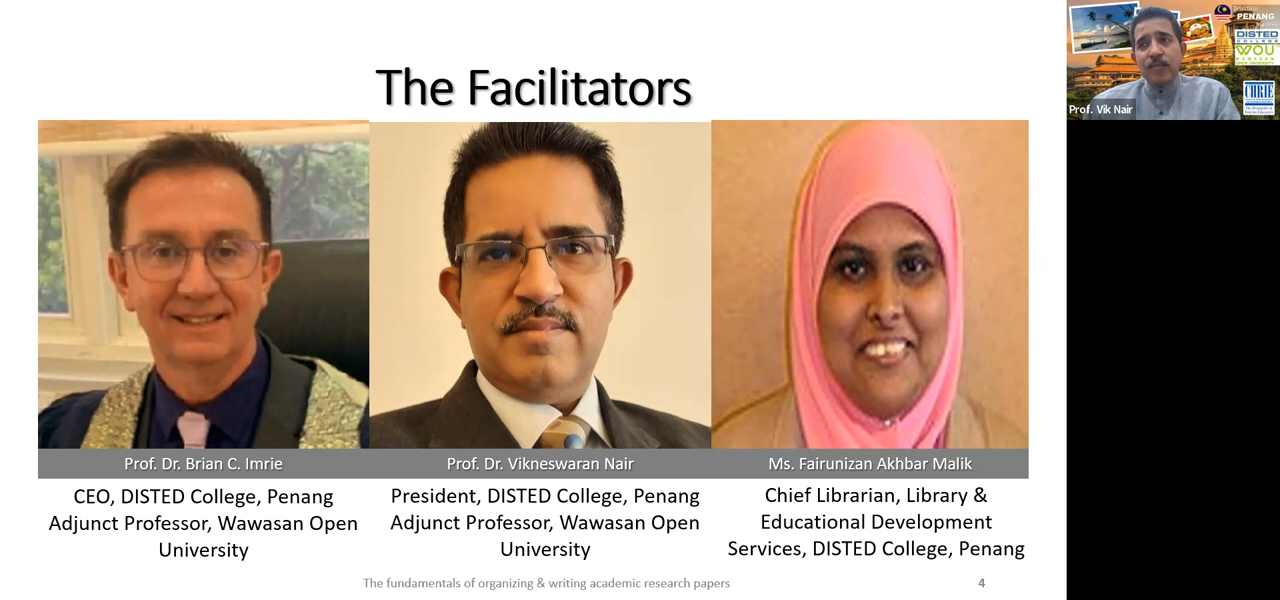 The Facilitators
Prof. Dr. Brian C. Imrie
CEO, DISTED College, Penang
Adjunct Professor, Wawasan Open
University
Prof. Dr. Vikneswaran Nair
President, DISTED College, Penang
Adjunct Professor, Wawasan Open
University
Ms. Fairunizan Akhbar Malik
Chief Librarian, Library &
Educational Development
Services, DISTED College, Penang
The fundamentals of organizing & writing academic research papers
4
PENANG
DISTED
COLLEGE
WOU
CHRIE
Prof. Vik Nair